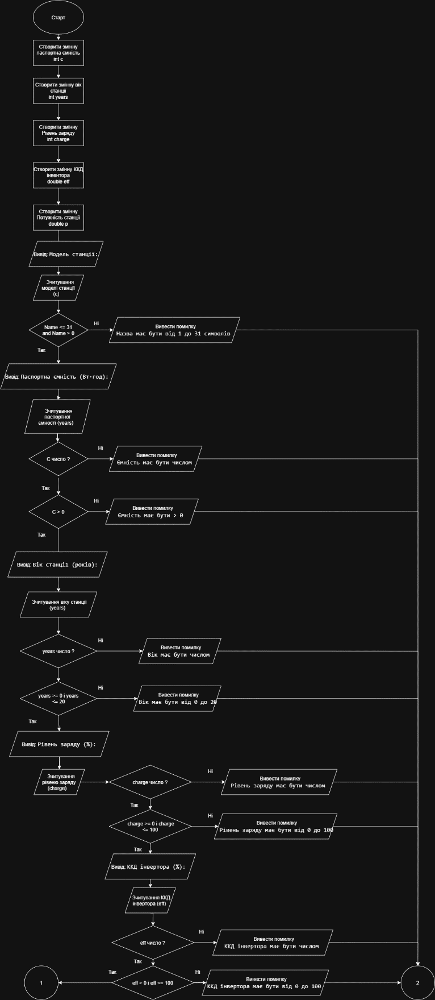 Старт
Створити змінну
паспортна ємність
int c
Створити змінну вік
станції
int years
Створити змінну
Рівень заряду
int charge
Створити змінну ККД
інвентора
double eff
Створити змінну
Потужність станції
double p
Вивід: Модель станції:
Зчитування
моделі станції
(c)
Name <= 31
and Name > 0
Ні
Вивести помилку
Назва має бути від 1 до 31 символів
Так
Вивід: Паспортна ємність (Вт·год):
Зчитування
паспортної
ємності (years)
С число ?
Ні
Вивести помилку
Ємність має бути числом
Так
C > 0
Ні
Вивести помилку
Ємність має бути > 0
Так
Вивід: Вік станції (років):
Зчитування віку станції
(years)
years число ?
Ні
Вивести помилку
Вік має бути числом
years >= 0 і years
<= 20
Ні
Вивести помилку
Вік має бути від 0 до 20
Так
Вивід: Рівень заряду (%):
Зчитування
рівеню заряду
(charge)
charge число ?
Ні
Вивести помилку
Рівень заряду має бути числом
Так
charge >= 0 і charge
<= 100
Ні
Вивести помилку
Рівень заряду має бути від 0 до 100
Так
Вивід: ККД інвертора (%):
Зчитування ККД
інвертора (eff)
eff число ?
Ні
Вивести помилку
ККД інвертора має бути числом
Так
eff > 0 і eff <= 100
Так
Ні
Вивести помилку
ККД інвертора має бути від 0 до 100
1
2